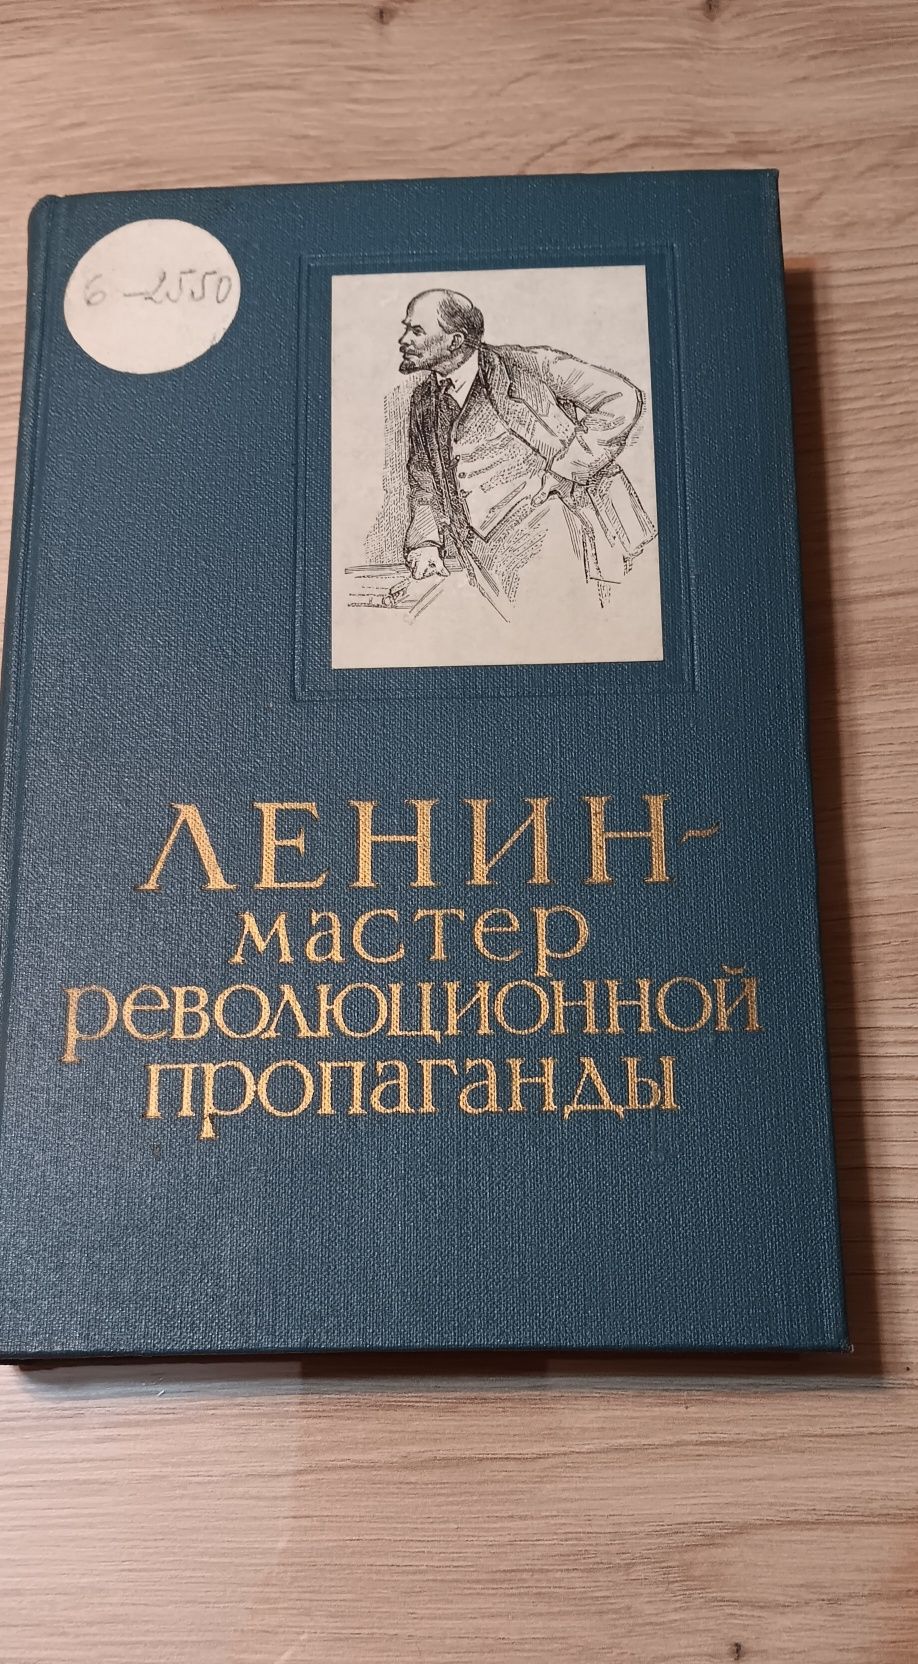 6-2550
ЛЕНИН-
мастер
революционной
пропаганды